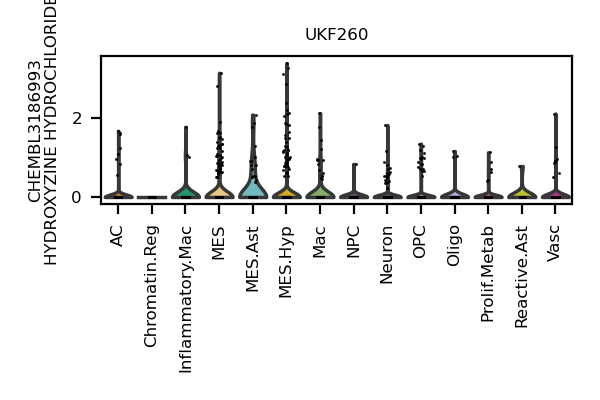 UKF260
CHEMBL3186993
HYDROXYZINE HYDROCHLORIDE
2
0
AC
Chromatin.Reg
Inflammatory.Mac
MES
MES.Ast
MES.Hyp
Mac
NPC
Neuron
OPC
Oligo
Prolif.Metab
Reactive.Ast
Vasc